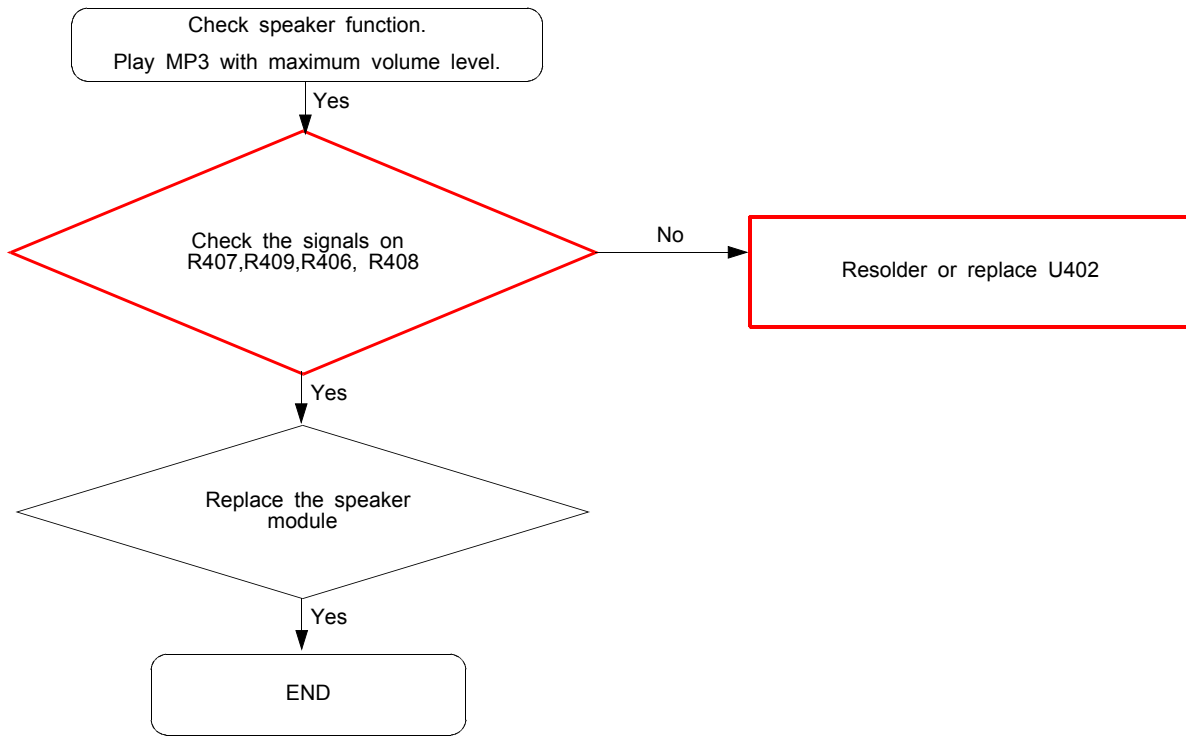 Check speaker function.
Play MP3 with maximum volume level.
Yes
Check the signals on
R407,R409,R406, R408
No
Resolder or replace U402
Yes
Replace the speaker
module
Yes
END